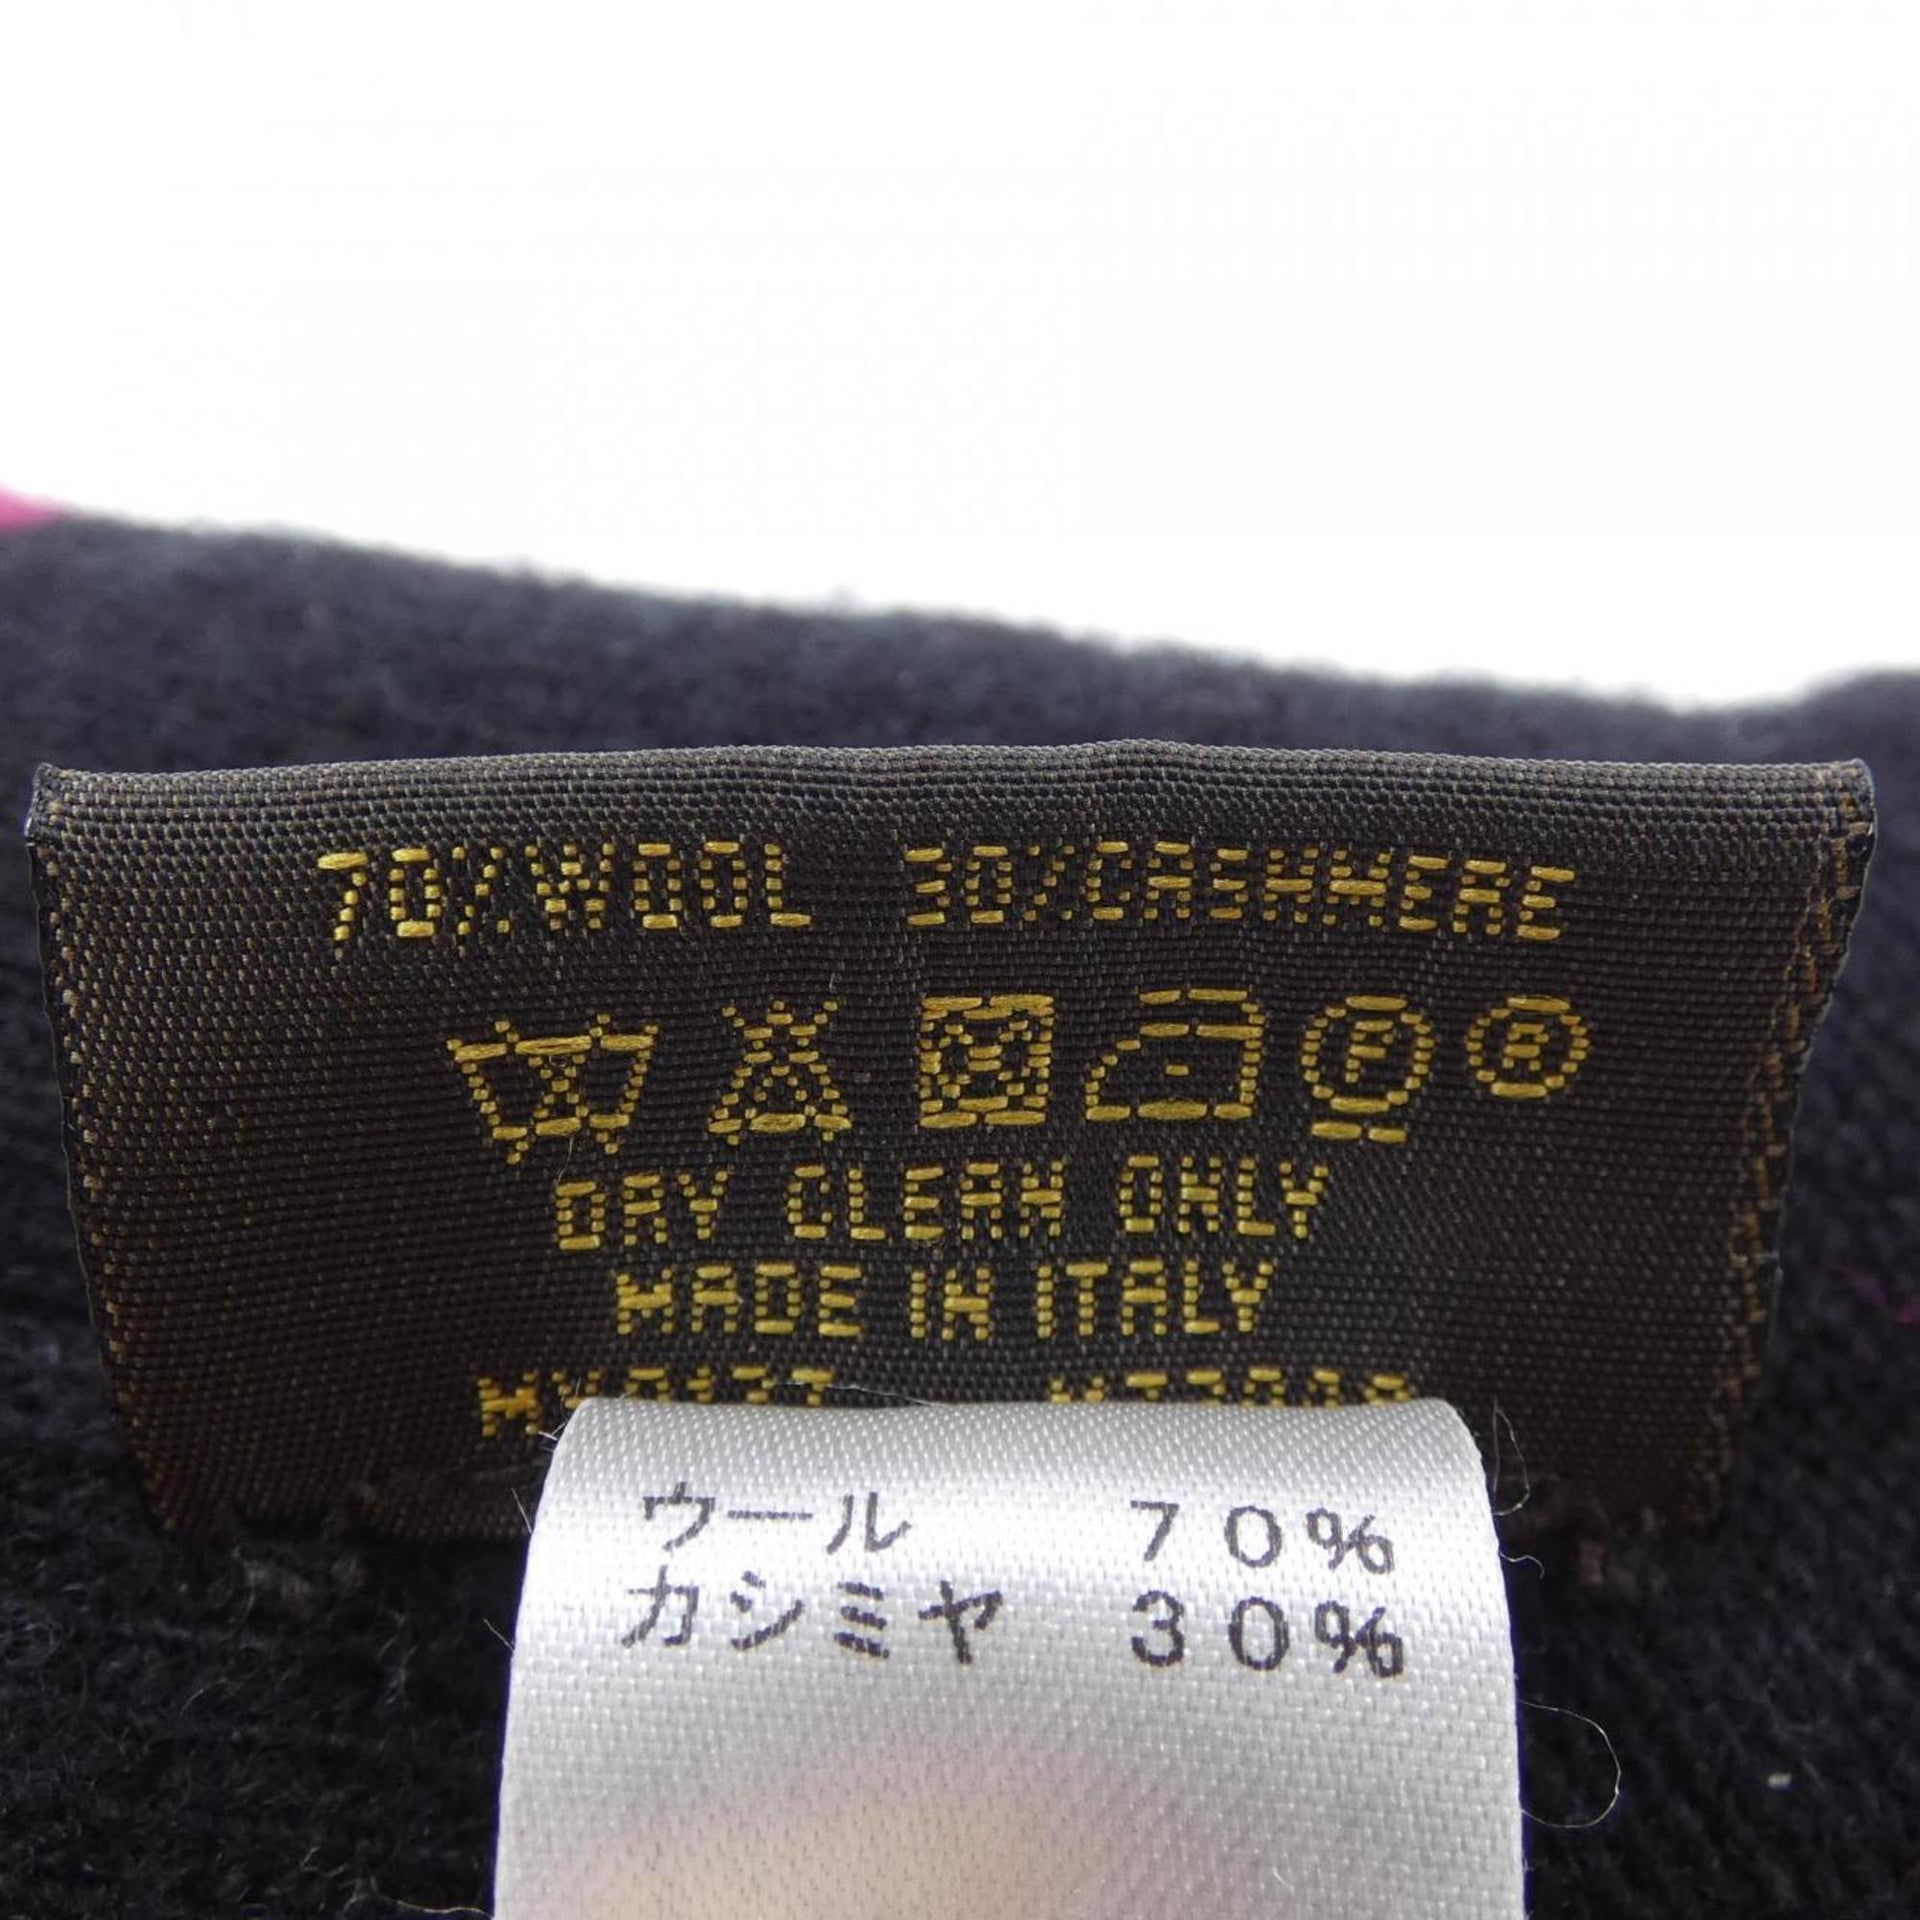 70%WOOL 30%CASHMERE
F R
DRY CLEAN ONLY
MADE IN ITALY
ウール 70%
カシミヤ 30%